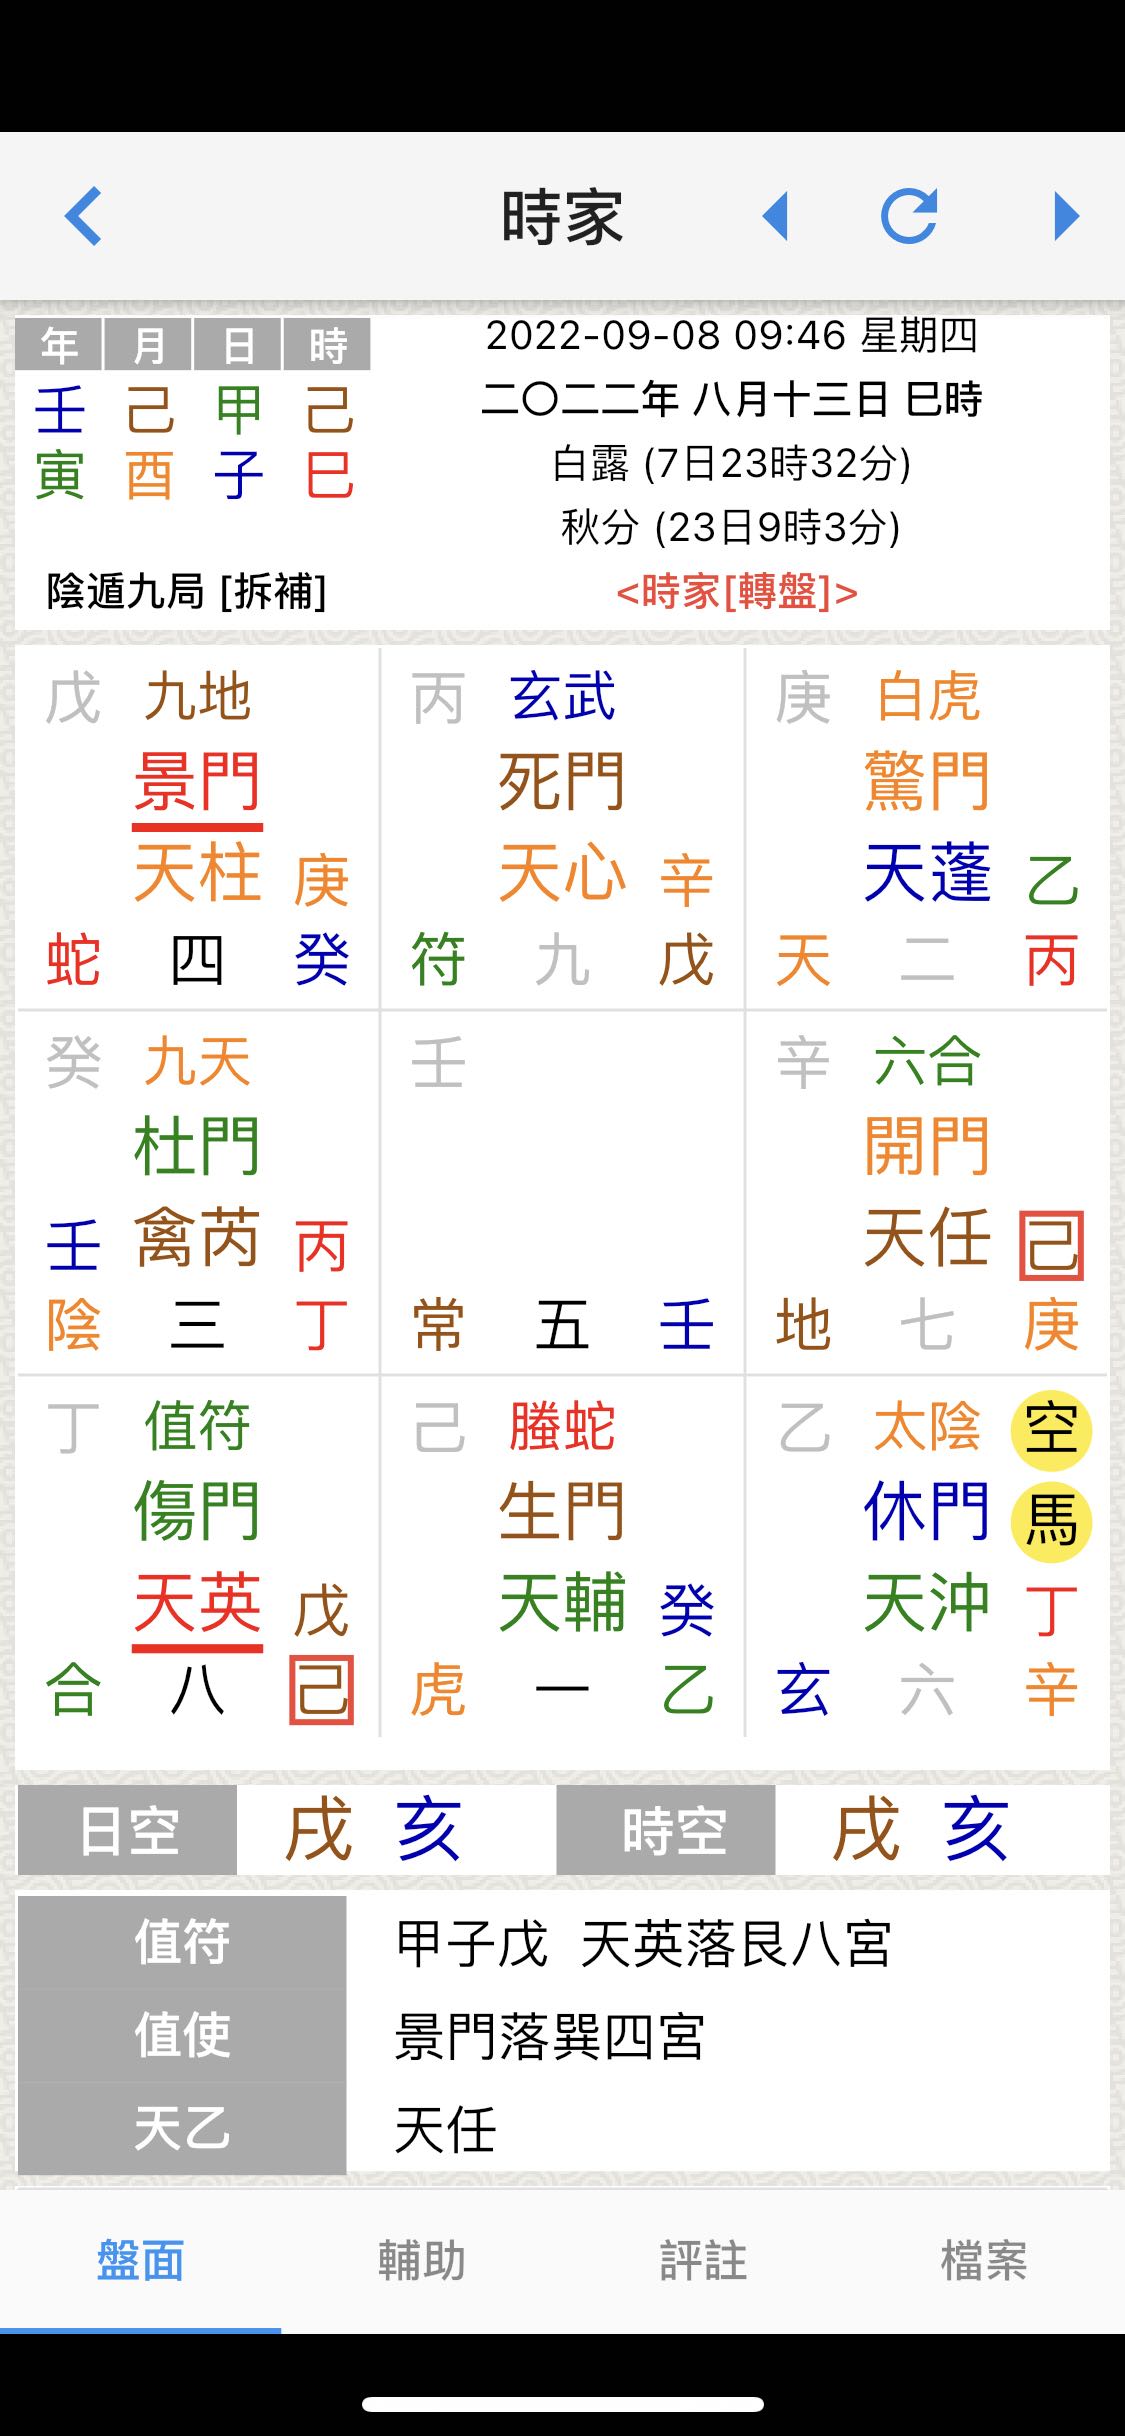 時家
年 月 日 時
壬 己 甲 己
寅 酉 子 巳
2022-09-08 09:46 星期四
二〇二二年 八月十三日 巳時
白露 (7日23時32分)
秋分 (23日9時3分)
陰遁九局 [拆補]
<時家[轉盤]>
戊 九地
景門
天柱 庚
蛇 四 癸
丙 玄武
死門
天心 辛
符 九 戊
庚 白虎
驚門
天蓬 乙
天 二 丙
癸 九天
杜門
壬 禽芮 丙
陰 三 丁
壬
常 五 壬
辛 六合
開門
天任 己
地 七 庚
丁 值符
傷門
天英 戊
合 八 己
己 騰蛇
生門
天輔 癸
虎 一 乙
乙 太陰 空
休門 馬
天沖 丁
玄 六 辛
日空 戌 亥 時空 戌 亥
值符 甲子戊 天英落艮八宮
值使 景門落巽四宮
天乙 天任
盤面 輔助 評註 檔案